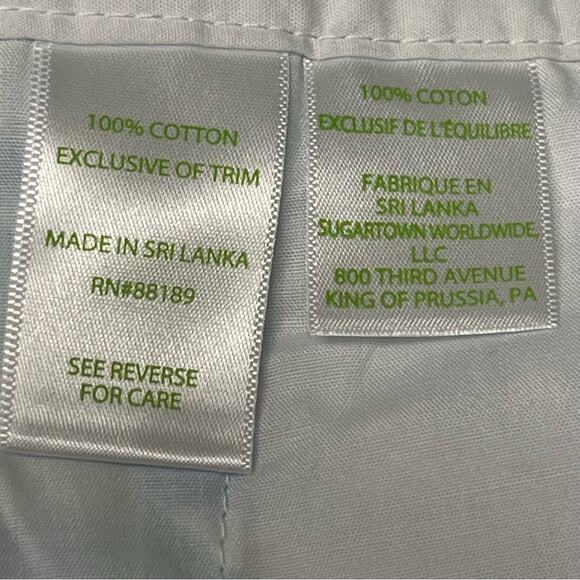 100% COTTON
EXCLUSIVE OF TRIM
MADE IN SRI LANKA
RN#88189
SEE REVERSE
FOR CARE
100% COTON
EXCLUSIF DE L'ÉQUILIBRE
FABRIQUE EN
SRI LANKA
SUGARTOWN WORLDWIDE,
LLC
800 THIRD AVENUE
KING OF PRUSSIA, PA